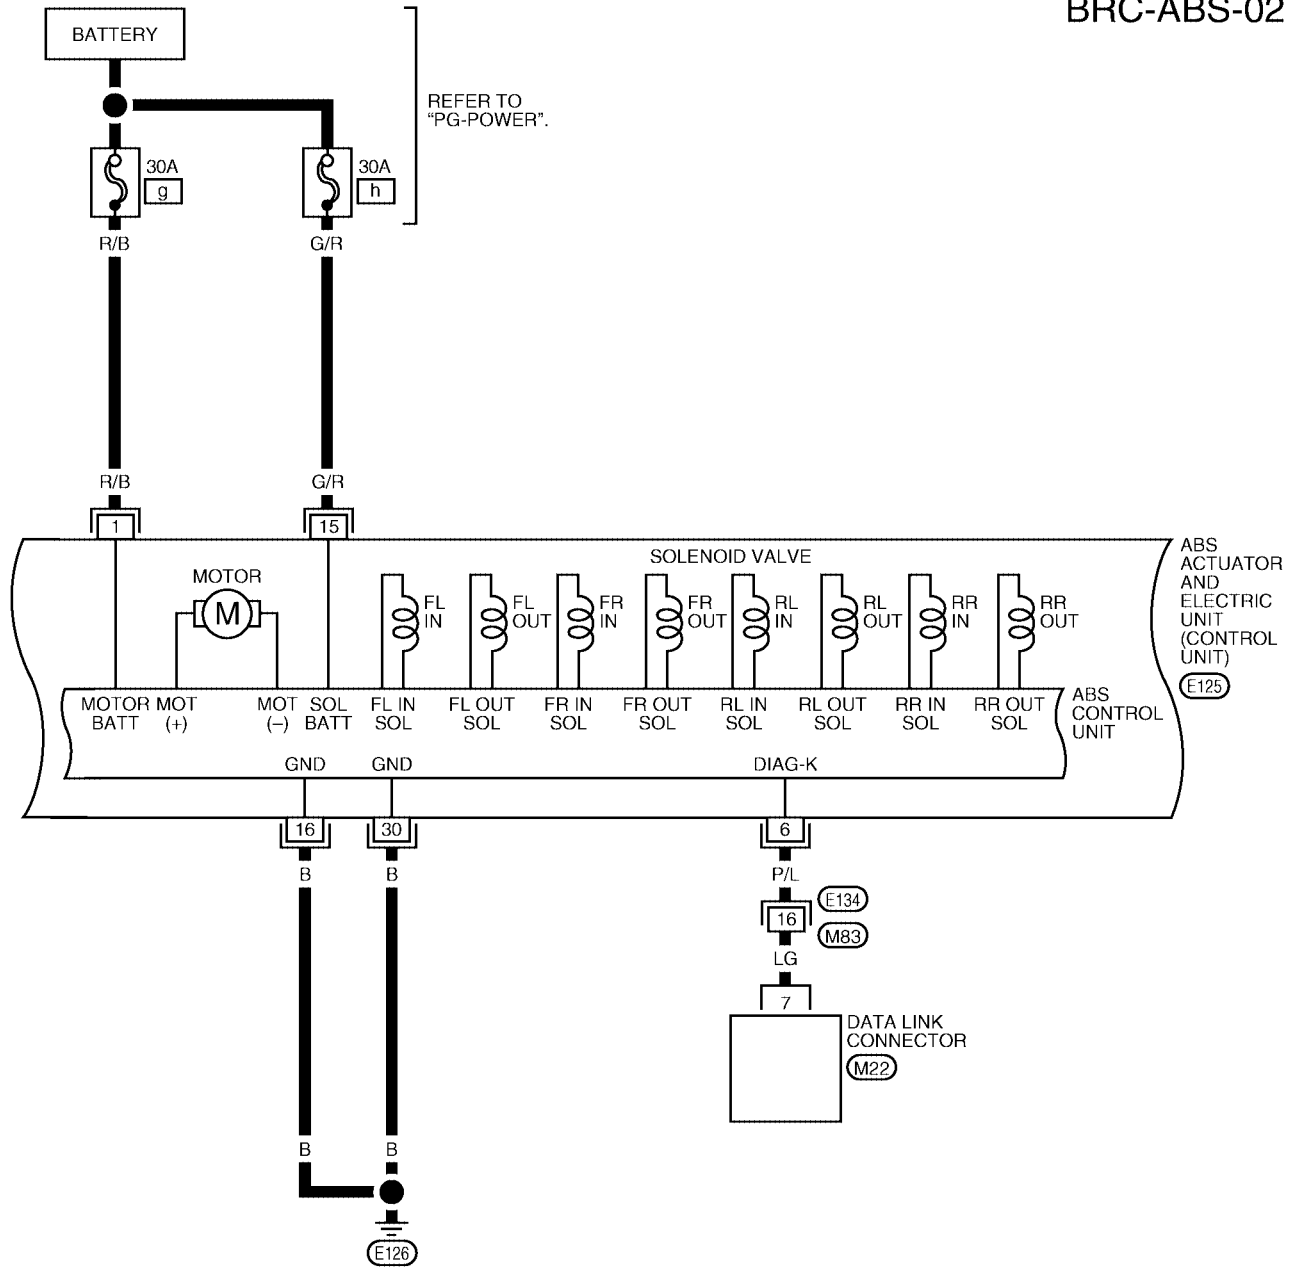 BRC-ABS-02
BATTERY
REFER TO
“PG-POWER”.
30A
g
30A
h
R/B
G/R
R/B
G/R
1
15
SOLENOID VALVE
MOTOR
M
FL
IN
FL
OUT
FR
IN
FR
OUT
RL
IN
RL
OUT
RR
IN
RR
OUT
ABS
ACTUATOR
AND
ELECTRIC
UNIT
(CONTROL
UNIT)
E125
MOTOR
BATT
MOT
(+)
MOT
(–)
SOL
BATT
FL IN
SOL
FL OUT
SOL
FR IN
SOL
FR OUT
SOL
RL IN
SOL
RL OUT
SOL
RR IN
SOL
RR OUT
SOL
ABS
CONTROL
UNIT
GND
GND
DIAG-K
16
30
6
B
B
P/L
E134
16
M83
LG
7
DATA LINK
CONNECTOR
M22
B
B
E126